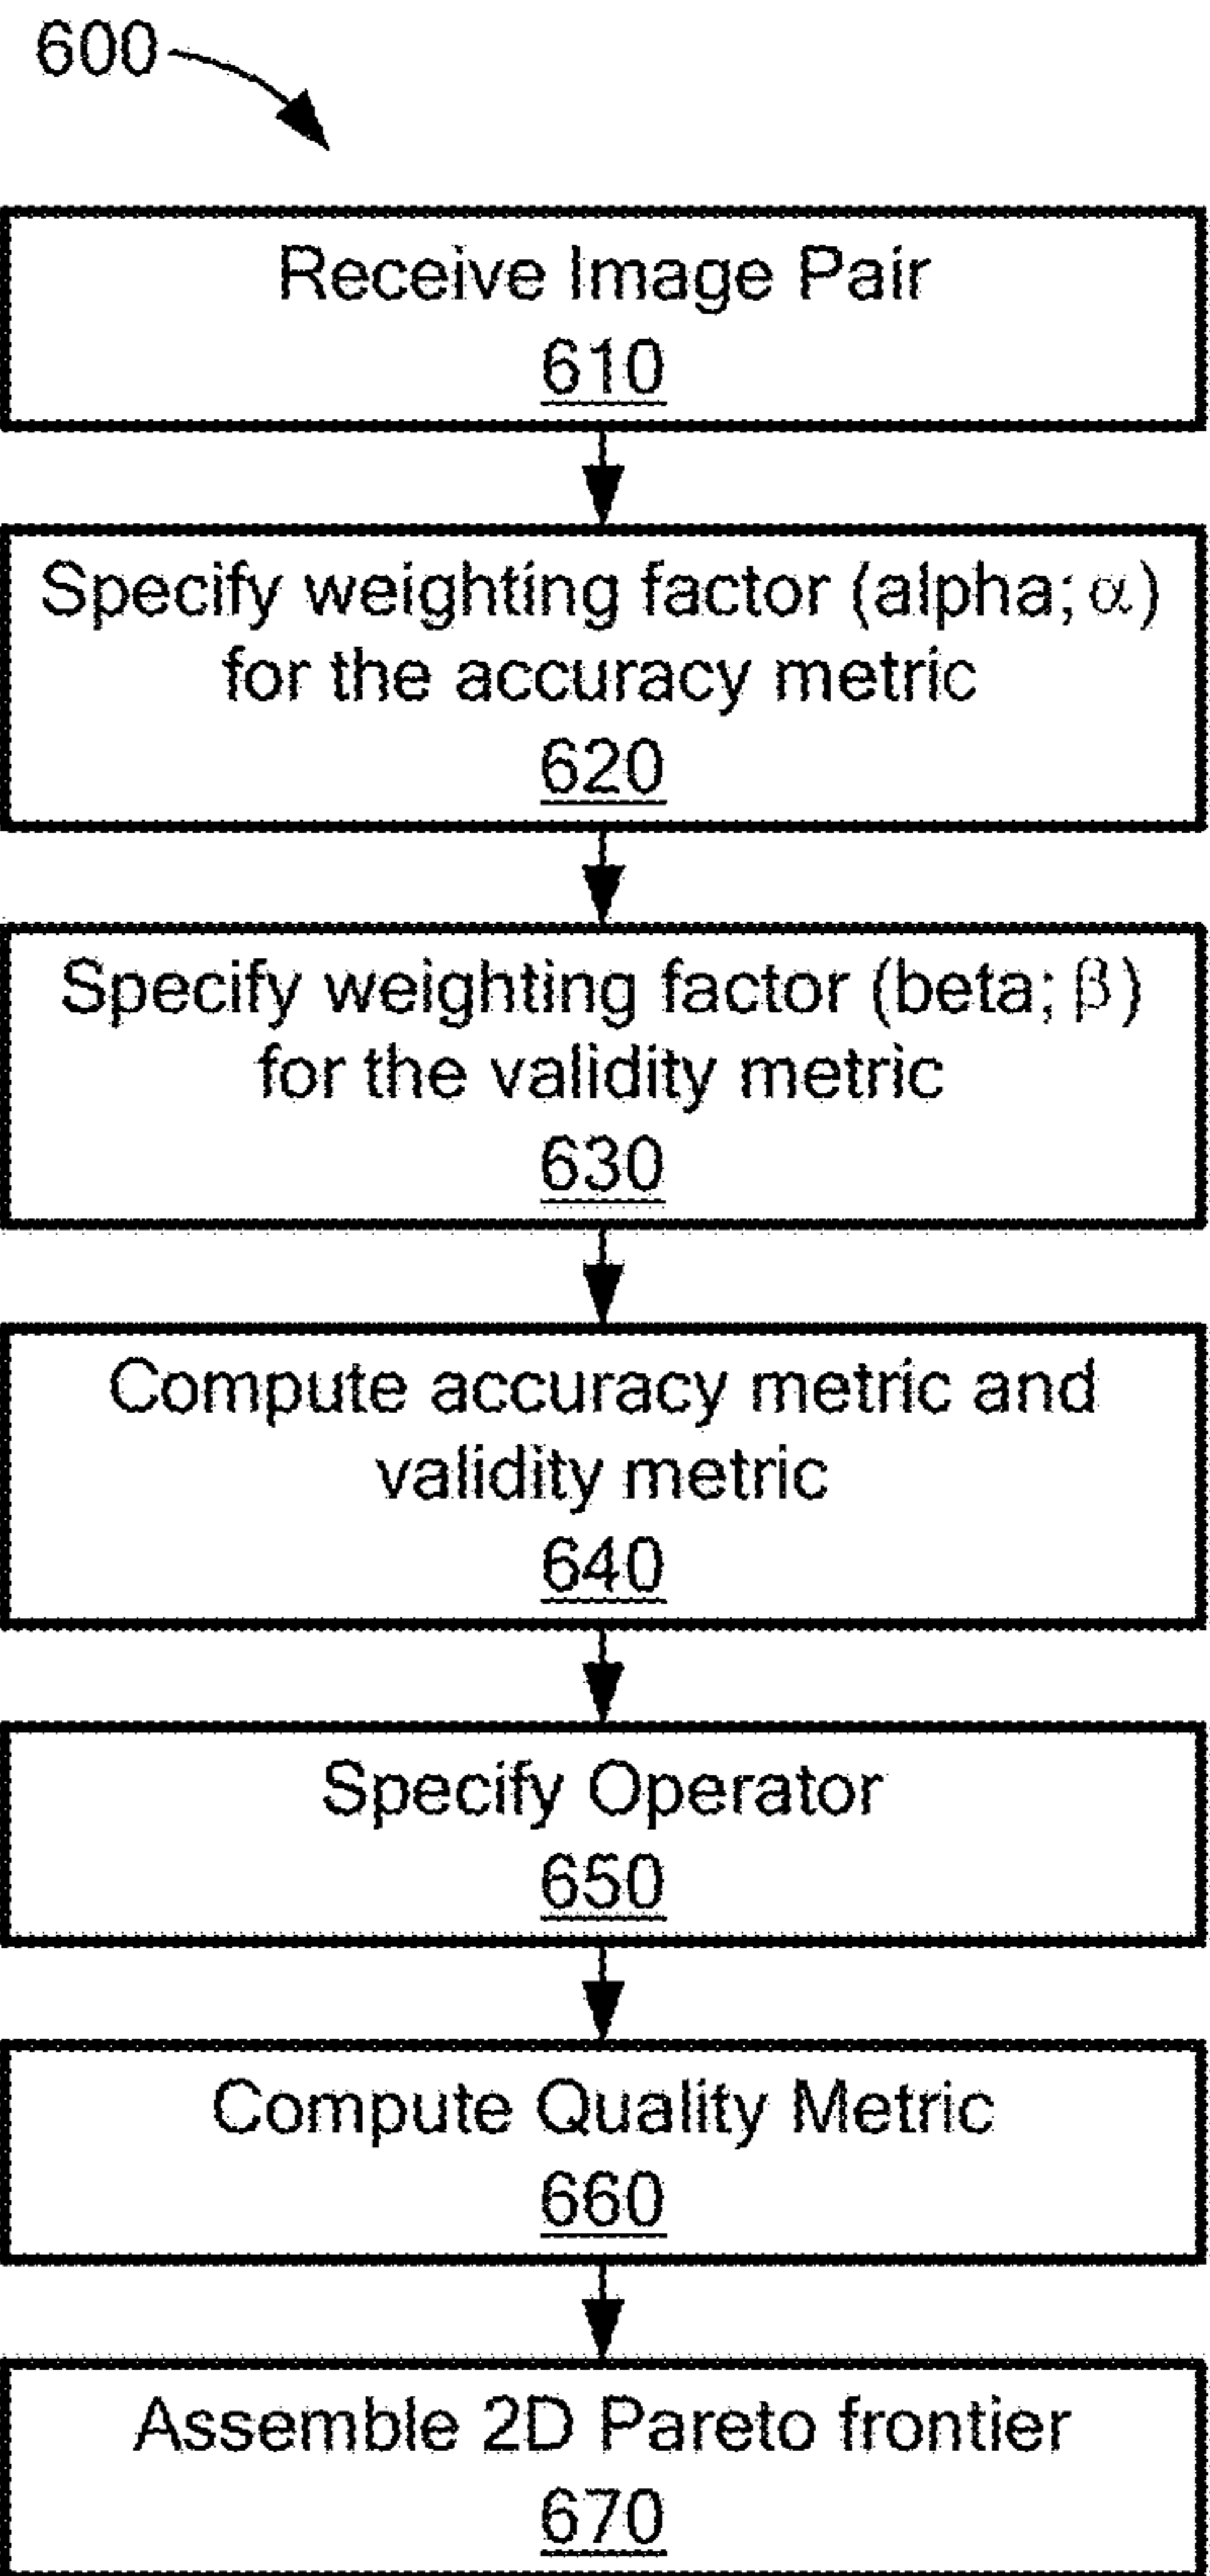 600
Receive Image Pair
610
Specify weighting factor (alpha; α)
for the accuracy metric
620
Specify weighting factor (beta; β)
for the validity metric
630
Compute accuracy metric and
validity metric
640
Specify Operator
650
Compute Quality Metric
660
Assemble 2D Pareto frontier
670